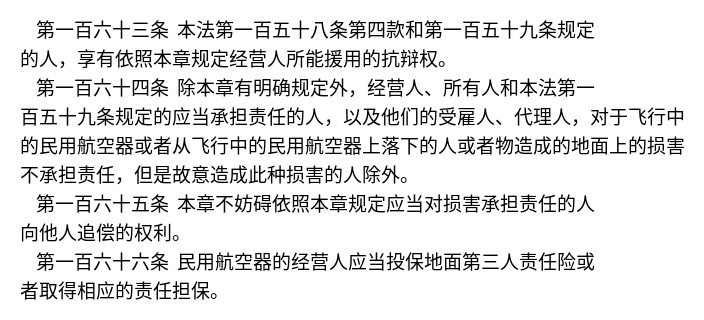 第一百六十三条 本法第一百五十八条第四款和第一百五十九条规定
的人，享有依照本章规定经营人所能援用的抗辩权。
第一百六十四条 除本章有明确规定外，经营人、所有人和本法第一
百五十九条规定的应当承担责任的人，以及他们的受雇人、代理人，对于飞行中
的民用航空器或者从飞行中的民用航空器上落下的人或者物造成的地面上的损害
不承担责任，但是故意造成此种损害的人除外。
第一百六十五条 本章不妨碍依照本章规定应当对损害承担责任的人
向他人追偿的权利。
第一百六十六条 民用航空器的经营人应当投保地面第三人责任险或
者取得相应的责任担保。